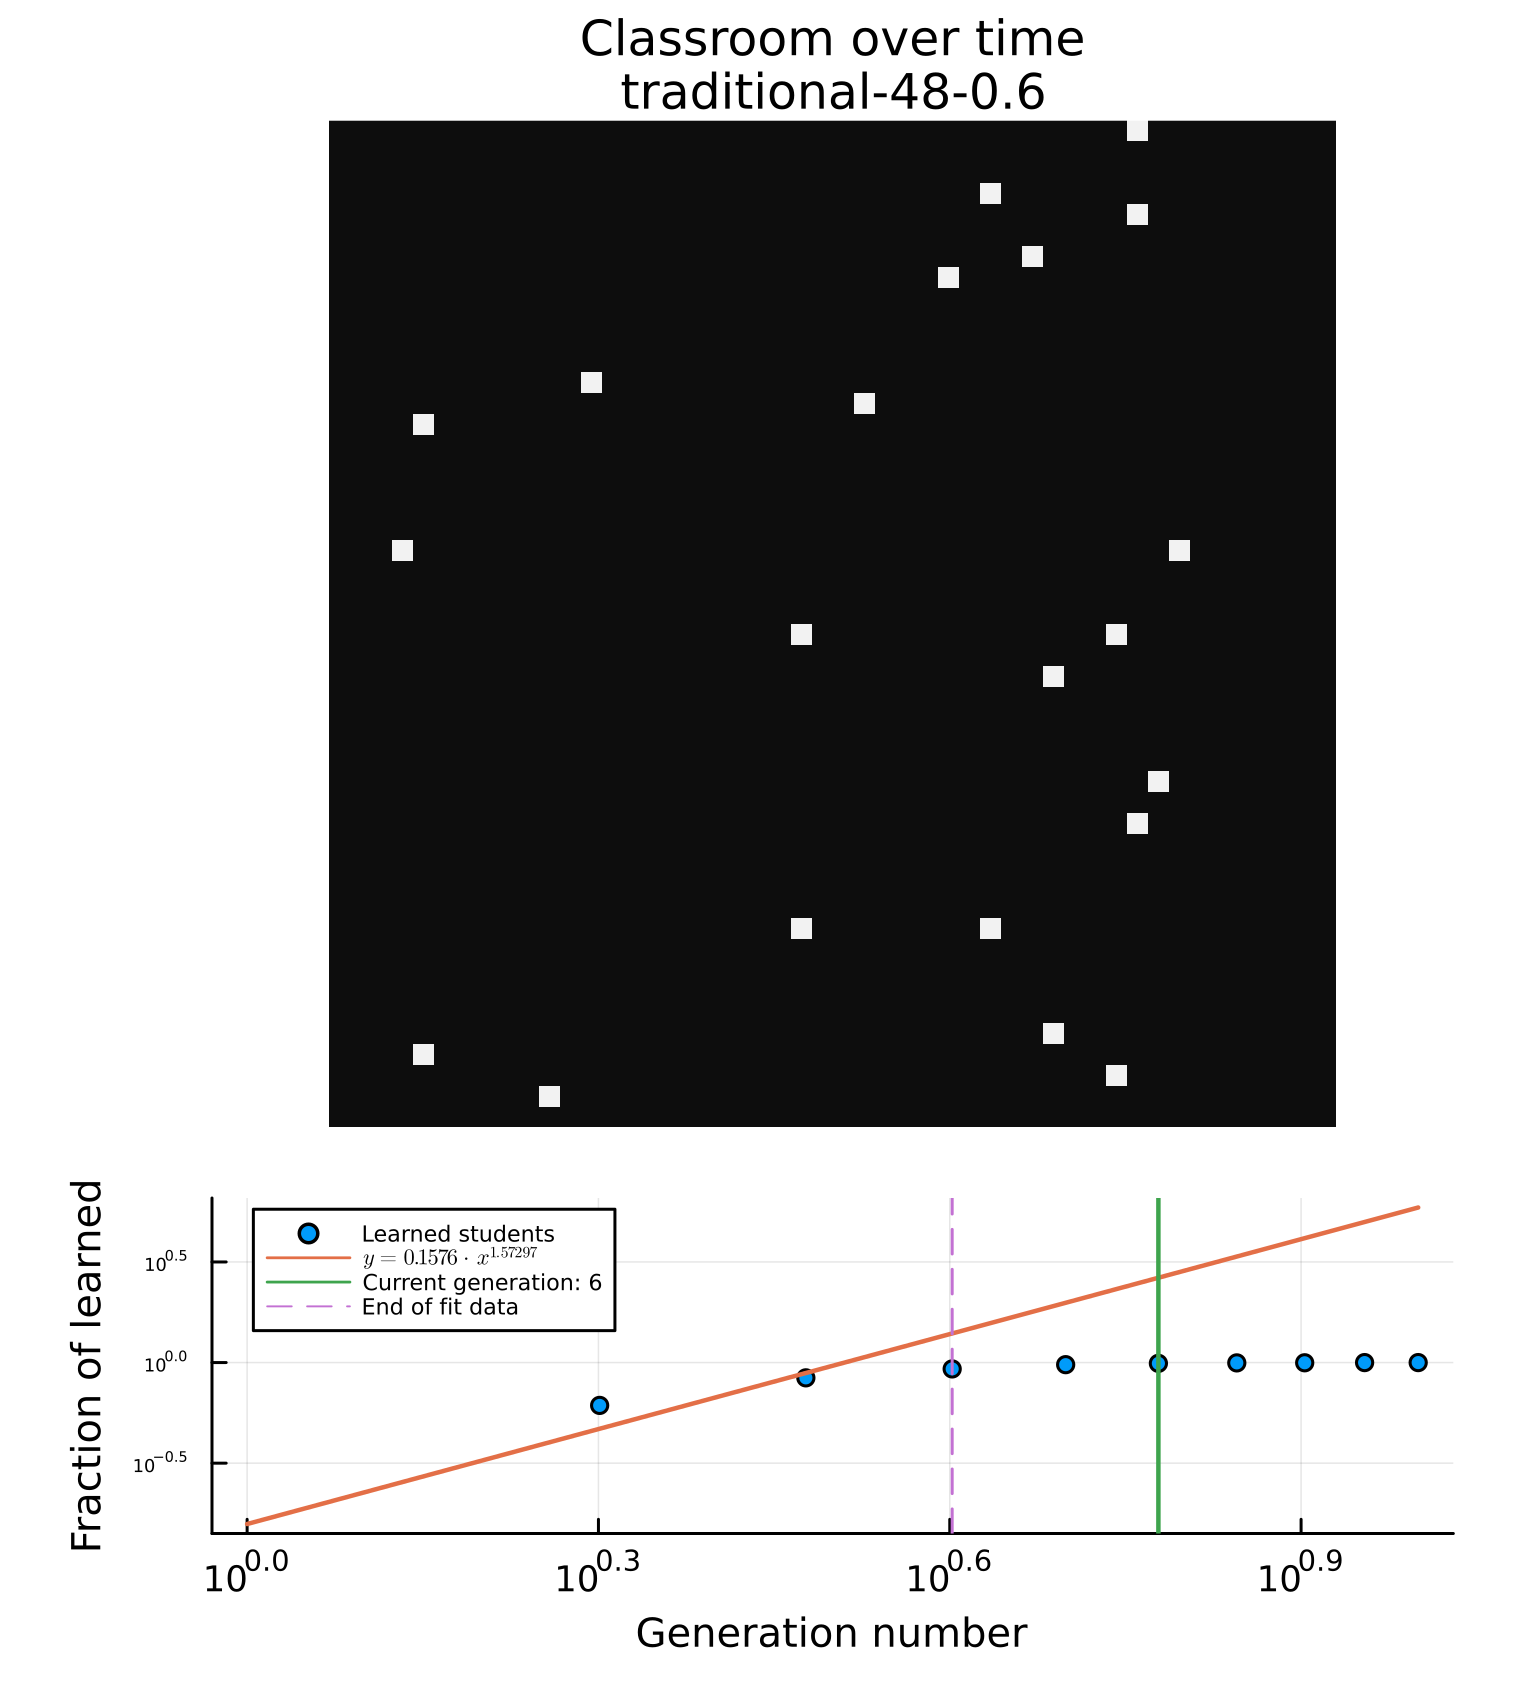 Classroom over time
traditional-48-0.6
Fraction of learned
10^0.5
10^0.0
10^−0.5
Learned students
y = 0.1576 · x^1.57297
Current generation: 6
End of fit data
10^0.0 10^0.3 10^0.6 10^0.9
Generation number